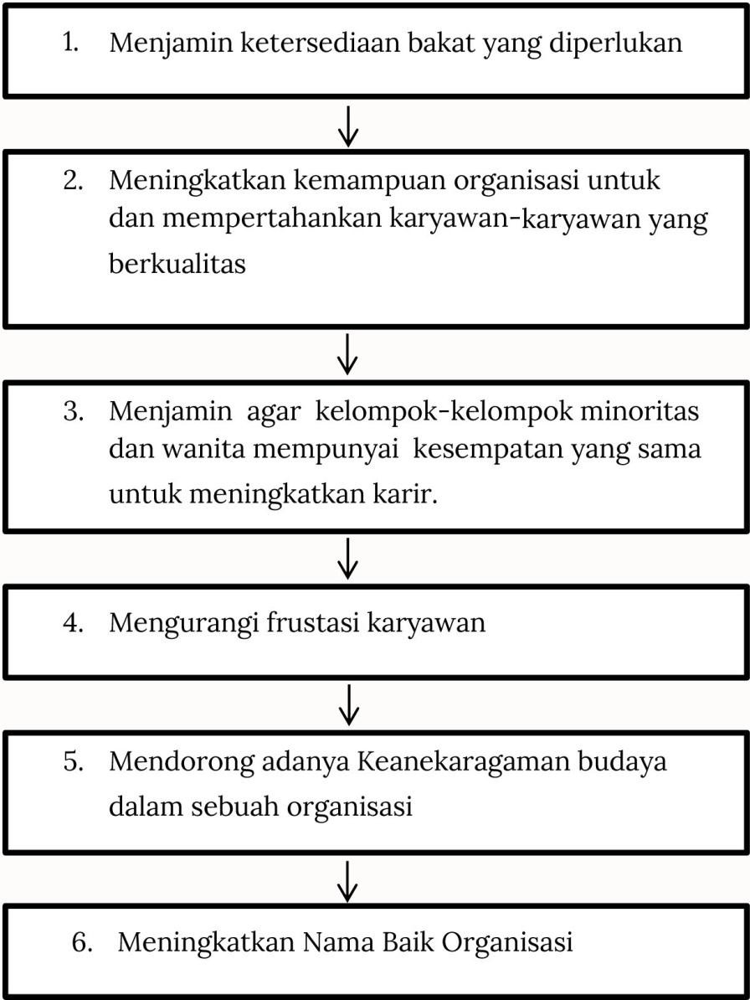 1. Menjamin ketersediaan bakat yang diperlukan
2. Meningkatkan kemampuan organisasi untuk
dan mempertahankan karyawan-karyawan yang
berkualitas
3. Menjamin agar kelompok-kelompok minoritas
dan wanita mempunyai kesempatan yang sama
untuk meningkatkan karir.
4. Mengurangi frustasi karyawan
5. Mendorong adanya Keanekaragaman budaya
dalam sebuah organisasi
6. Meningkatkan Nama Baik Organisasi